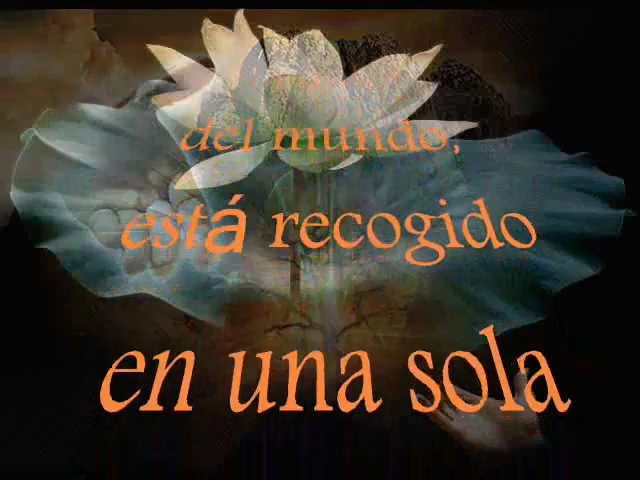 del mundo,
está recogido
en una sola